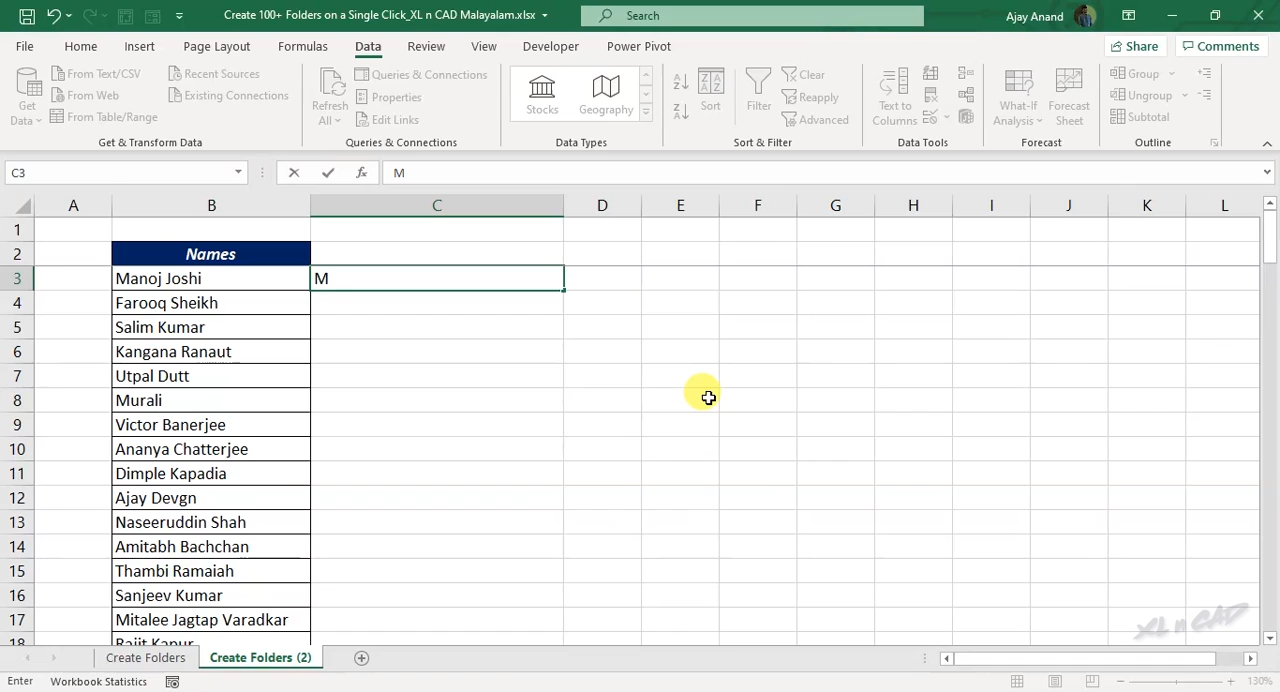 Create 100+ Folders on a Single Click_XL n CAD Malayalam.xlsx
Search
Ajay Anand
File Home Insert Page Layout Formulas Data Review View Developer Power Pivot Share Comments
Get Data
From Text/CSV
From Web
From Table/Range
Recent Sources
Existing Connections
Get & Transform Data
Refresh All
Queries & Connections
Properties
Edit Links
Queries & Connections
Stocks
Geography
Data Types
Sort
Filter
Clear
Reapply
Advanced
Sort & Filter
Text to Columns
Data Tools
What-If Analysis
Forecast Sheet
Forecast
Group
Ungroup
Subtotal
Outline
C3 fx M
A B C D E F G H I J K L
1
2 Names
3 Manoj Joshi M
4 Farooq Sheikh
5 Salim Kumar
6 Kangana Ranaut
7 Utpal Dutt
8 Murali
9 Victor Banerjee
10 Ananya Chatterjee
11 Dimple Kapadia
12 Ajay Devgn
13 Naseeruddin Shah
14 Amitabh Bachchan
15 Thambi Ramaiah
16 Sanjeev Kumar
17 Mitalee Jagtap Varadkar
18 Rajit Kapur
XL n CAD
Create Folders Create Folders (2)
Enter Workbook Statistics 130%